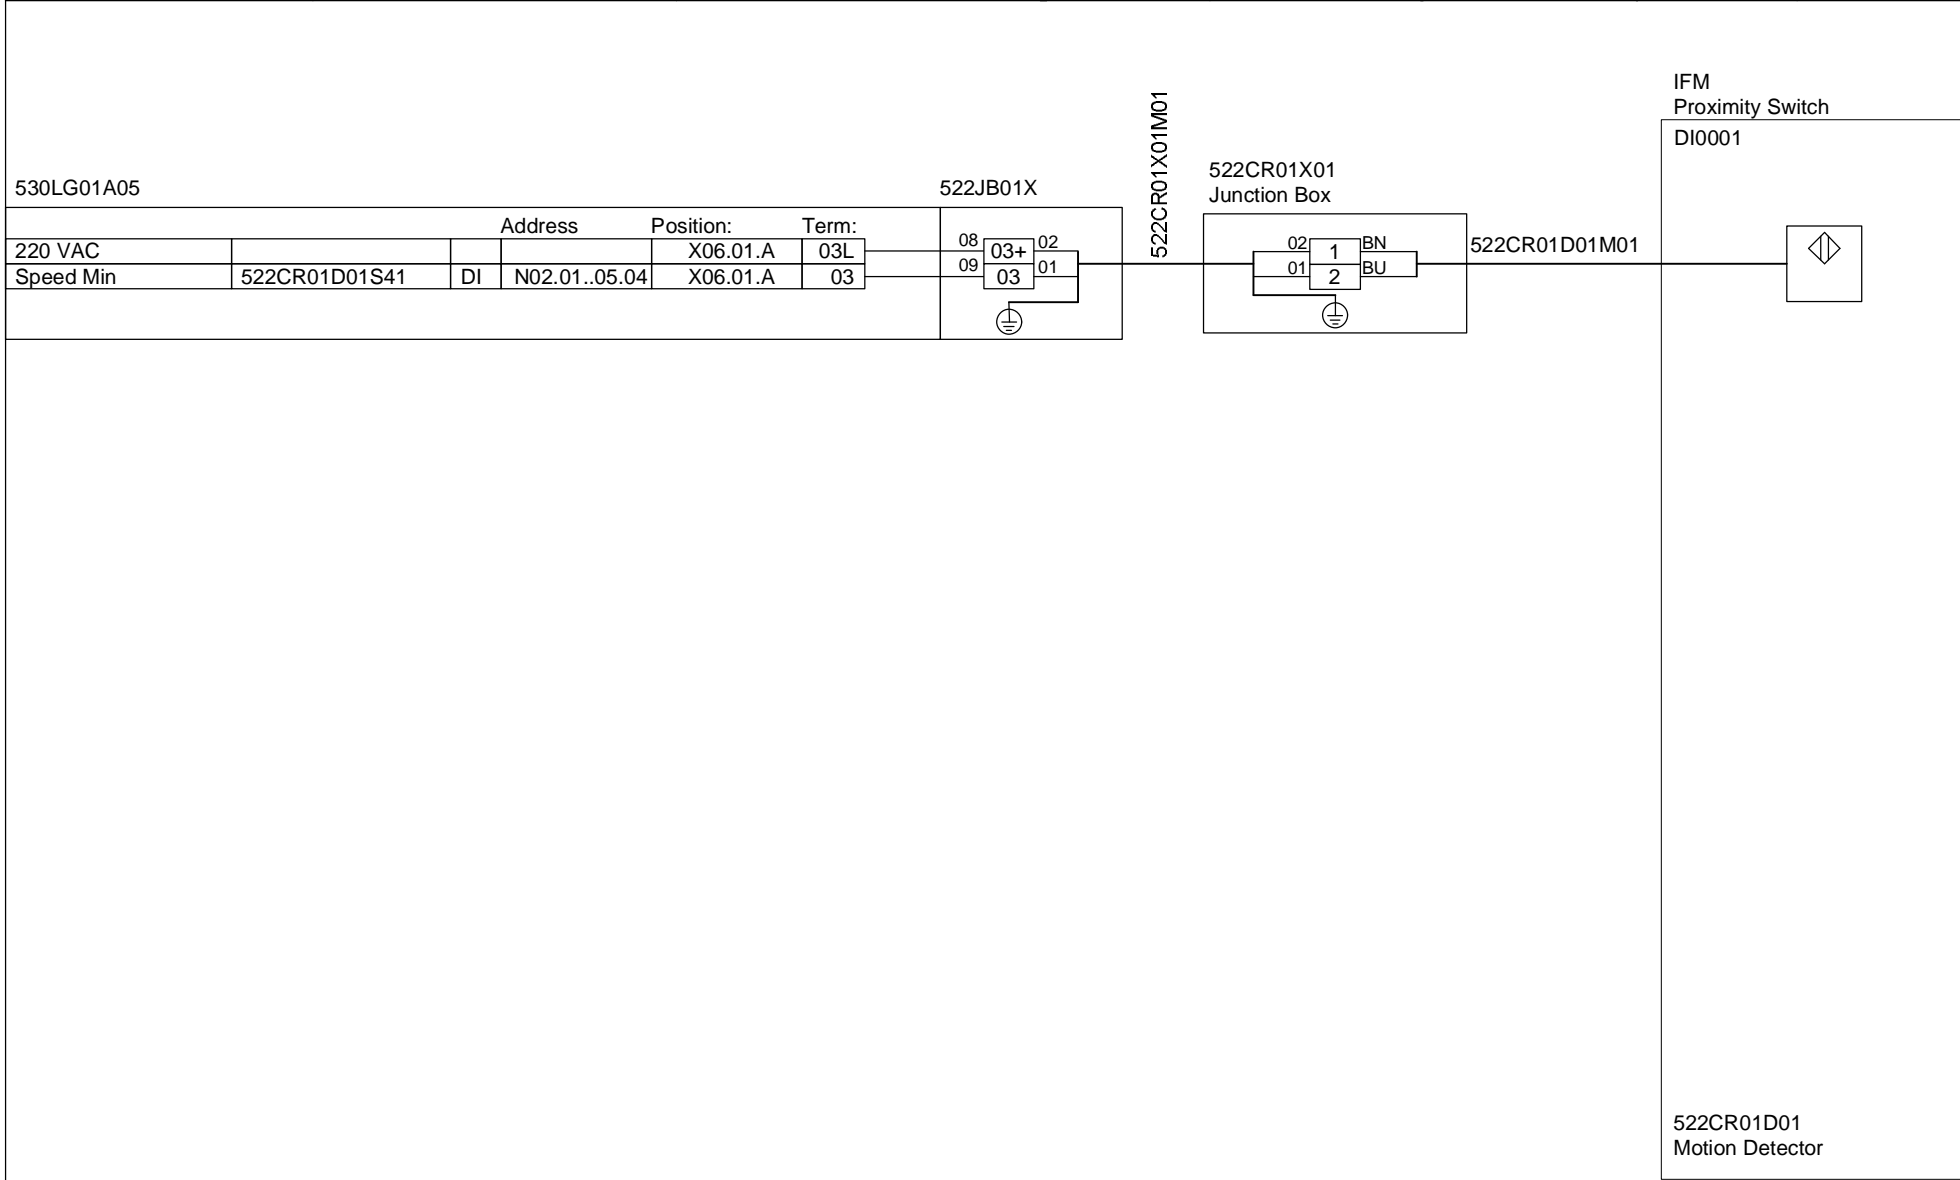 IFM
Proximity Switch
DI0001
522CR01X01M01
522CR01X01
Junction Box
530LG01A05 522JB01X
Address Position: Term:
220 VAC X06.01.A 03L 08 03+ 02 02 1 BN 522CR01D01M01
Speed Min 522CR01D01S41 DI N02.01..05.04 X06.01.A 03 09 03 01 01 2 BU
522CR01D01
Motion Detector